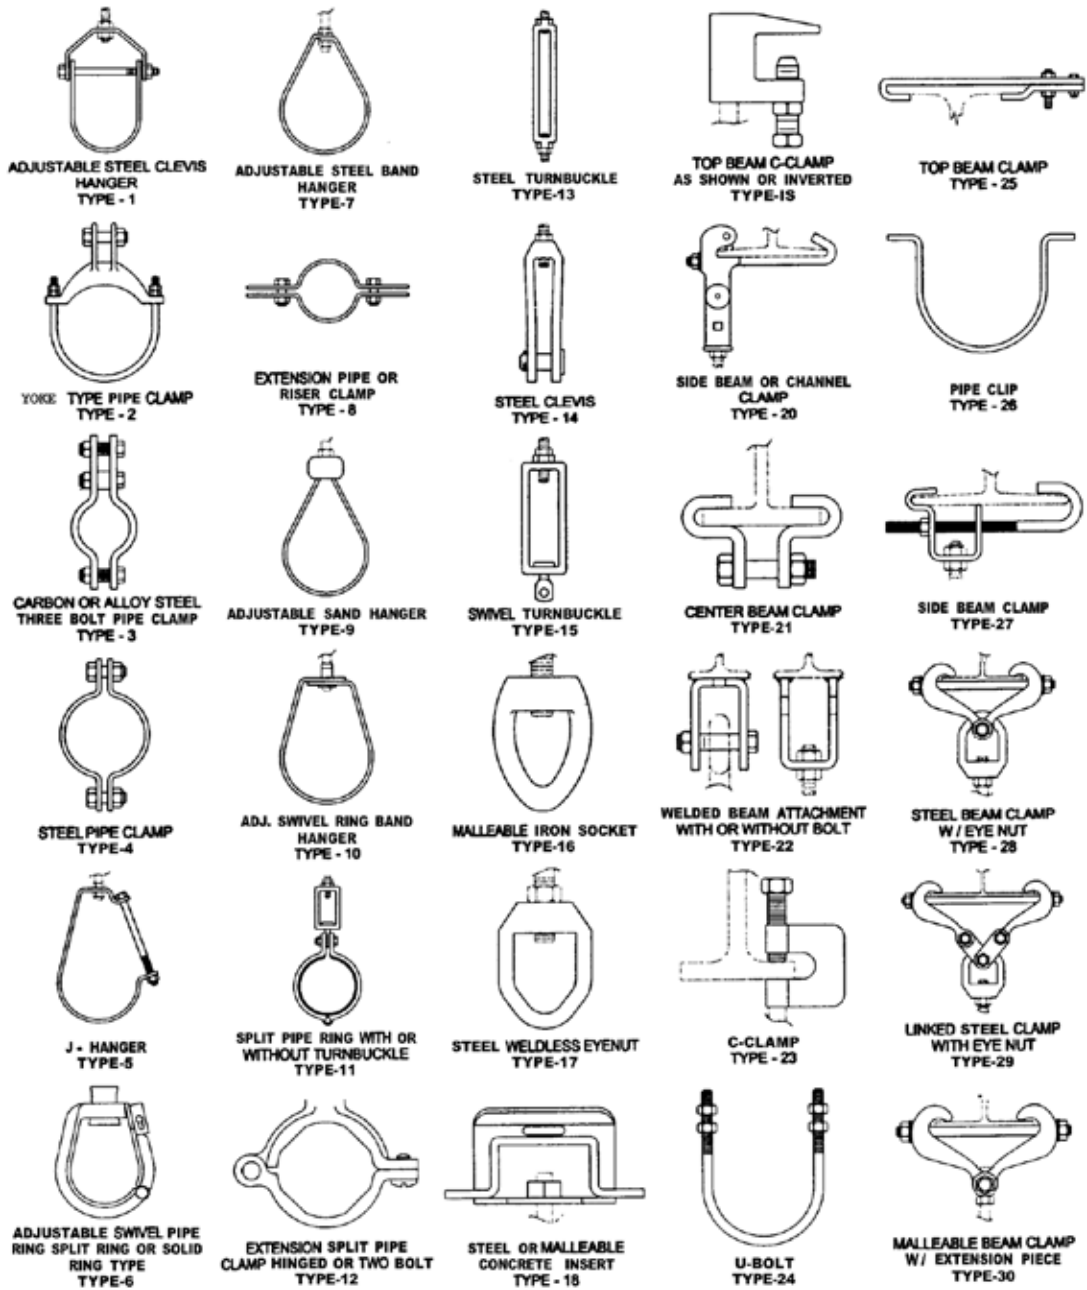 ADJUSTABLE STEEL CLEVIS
HANGER
TYPE - 1
ADJUSTABLE STEEL BAND
HANGER
TYPE-7
STEEL TURNBUCKLE
TYPE-13
TOP BEAM C-CLAMP
AS SHOWN OR INVERTED
TYPE-IS
TOP BEAM CLAMP
TYPE - 25
YOKE TYPE PIPE CLAMP
TYPE - 2
EXTENSION PIPE OR
RISER CLAMP
TYPE - 8
STEEL CLEVIS
TYPE - 14
SIDE BEAM OR CHANNEL
CLAMP
TYPE - 20
PIPE CLIP
TYPE - 26
CARBON OR ALLOY STEEL
THREE BOLT PIPE CLAMP
TYPE - 3
ADJUSTABLE SAND HANGER
TYPE-9
SWIVEL TURNBUCKLE
TYPE-15
CENTER BEAM CLAMP
TYPE-21
SIDE BEAM CLAMP
TYPE-27
STEEL PIPE CLAMP
TYPE-4
ADJ. SWIVEL RING BAND
HANGER
TYPE - 10
MALLEABLE IRON SOCKET
TYPE-16
WELDED BEAM ATTACHMENT
WITH OR WITHOUT BOLT
TYPE-22
STEEL BEAM CLAMP
W / EYE NUT
TYPE - 28
J - HANGER
TYPE-5
SPLIT PIPE RING WITH OR
WITHOUT TURNBUCKLE
TYPE-11
STEEL WELDLESS EYENUT
TYPE-17
C-CLAMP
TYPE - 23
LINKED STEEL CLAMP
WITH EYE NUT
TYPE-29
ADJUSTABLE SWIVEL PIPE
RING SPLIT RING OR SOLID
RING TYPE
TYPE-6
EXTENSION SPLIT PIPE
CLAMP HINGED OR TWO BOLT
TYPE-12
STEEL OR MALLEABLE
CONCRETE INSERT
TYPE - 18
U-BOLT
TYPE-24
MALLEABLE BEAM CLAMP
W/ EXTENSION PIECE
TYPE-30